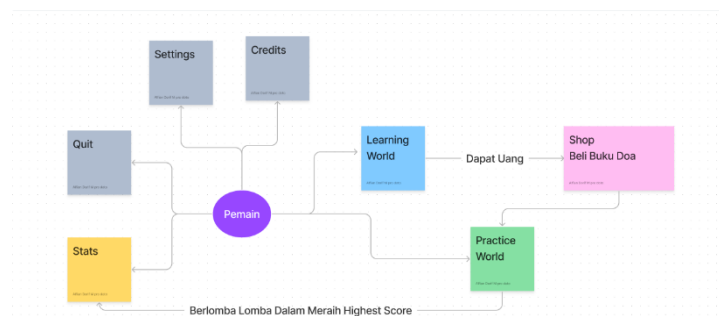 Settings
Credits
Quit
Learning
World
Dapat Uang
Shop
Beli Buku Doa
Pemain
Practice
World
Stats
Berlomba Lomba Dalam Meraih Highest Score